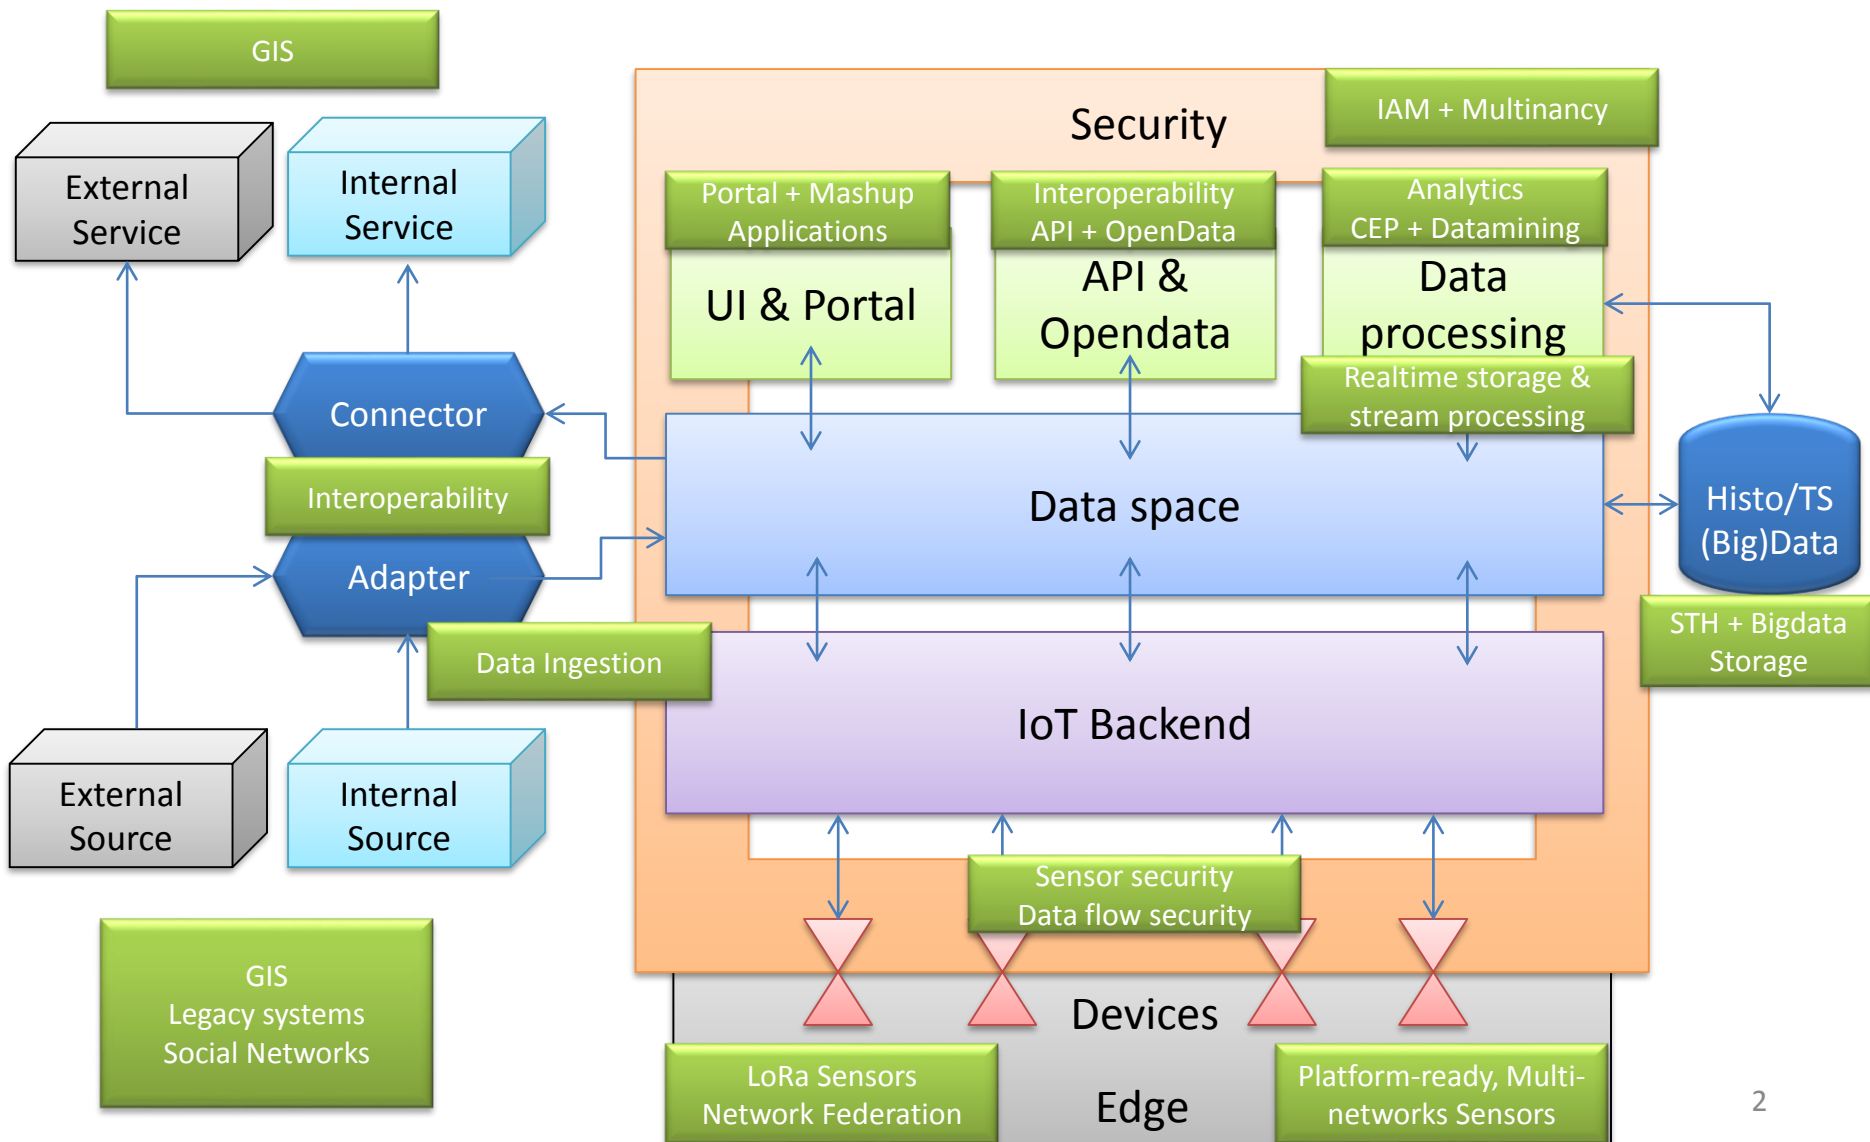 GIS
Security
IAM + Multinancy
External
Service
Internal
Service
Portal + Mashup
Applications
Interoperability
API + OpenData
Analytics
CEP + Datamining
UI & Portal
API &
Opendata
Data
processing
Realtime storage &
stream processing
Connector
Interoperability
Adapter
Data space
Histo/TS
(Big)Data
STH + Bigdata
Storage
Data Ingestion
IoT Backend
External
Source
Internal
Source
Sensor security
Data flow security
GIS
Legacy systems
Social Networks
Devices
LoRa Sensors
Network Federation
Edge
Platform-ready, Multi-
networks Sensors
2